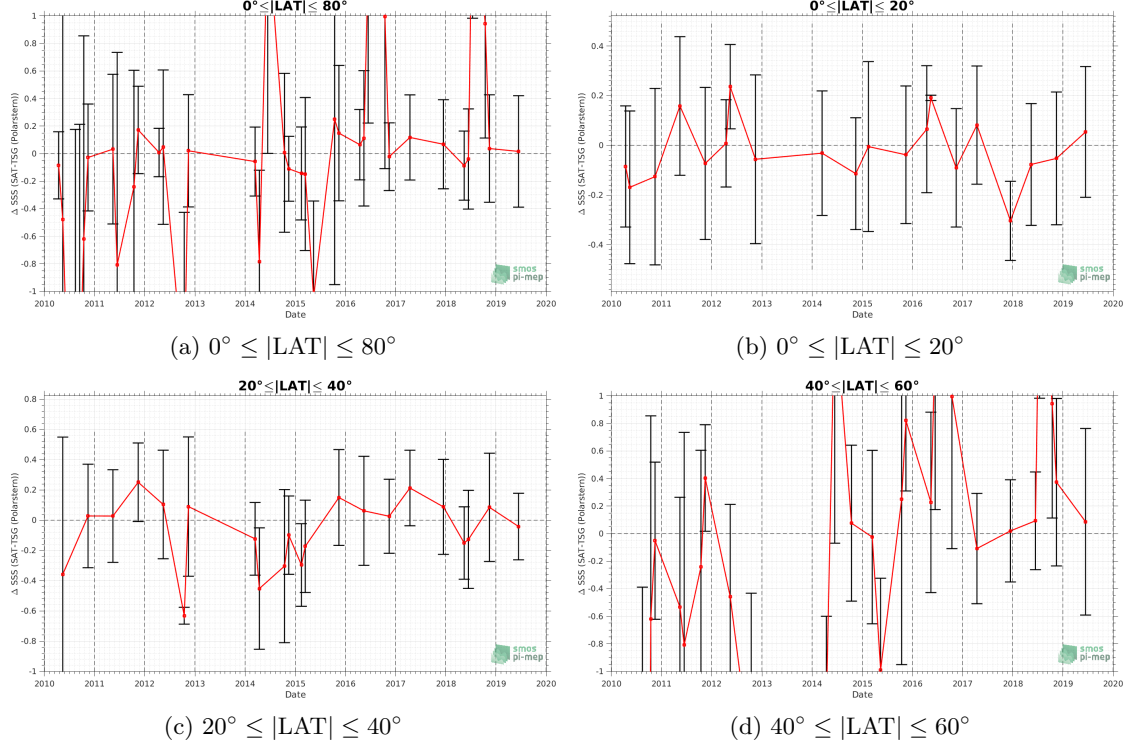 0°≤|LAT|≤ 80°
Δ SSS (SAT-TSG (Polarstern))
1
0.8
0.6
0.4
0.2
0
-0.2
-0.4
-0.6
-0.8
-1
2010 2011 2012 2013 2014 2015 2016 2017 2018 2019 2020
Date
smos
pi-mep
(a) 0° ≤ |LAT| ≤ 80°
0°≤|LAT|≤ 20°
Δ SSS (SAT-TSG (Polarstern))
0.4
0.2
0
-0.2
-0.4
2010 2011 2012 2013 2014 2015 2016 2017 2018 2019 2020
Date
smos
pi-mep
(b) 0° ≤ |LAT| ≤ 20°
20°≤|LAT|≤ 40°
Δ SSS (SAT-TSG (Polarstern))
0.8
0.6
0.4
0.2
0
-0.2
-0.4
-0.6
-0.8
-1
2010 2011 2012 2013 2014 2015 2016 2017 2018 2019 2020
Date
smos
pi-mep
(c) 20° ≤ |LAT| ≤ 40°
40°≤|LAT|≤ 60°
Δ SSS (SAT-TSG (Polarstern))
1
0.8
0.6
0.4
0.2
0
-0.2
-0.4
-0.6
-0.8
-1
2010 2011 2012 2013 2014 2015 2016 2017 2018 2019 2020
Date
smos
pi-mep
(d) 40° ≤ |LAT| ≤ 60°